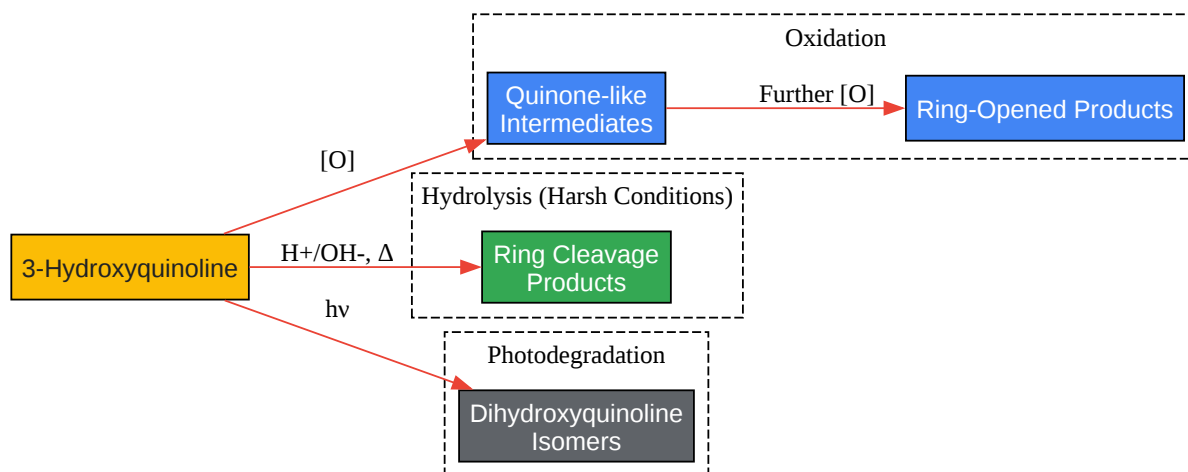 Oxidation
Quinone-like
Intermediates
Further [O]
Ring-Opened Products
[O]
Hydrolysis (Harsh Conditions)
3-Hydroxyquinoline
H+/OH-, Δ
Ring Cleavage
Products
hν
Photodegradation
Dihydroxyquinoline
Isomers